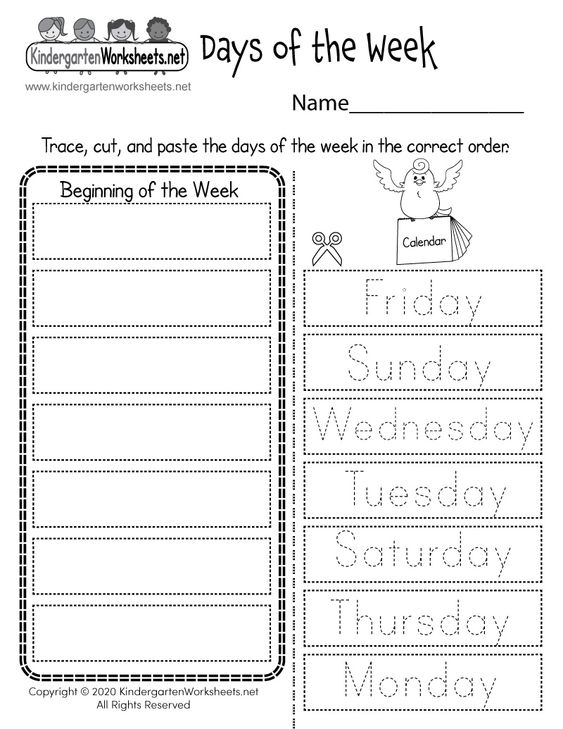 KindergartenWorksheets.net
www.kindergartenworksheets.net
Days of the Week
Name_________________
Trace, cut, and paste the days of the week in the correct order.
Beginning of the Week
Calendar
Friday
Sunday
Wednesday
Tuesday
Saturday
Thursday
Monday
Copyright © 2020 KindergartenWorksheets.net
All Rights Reserved